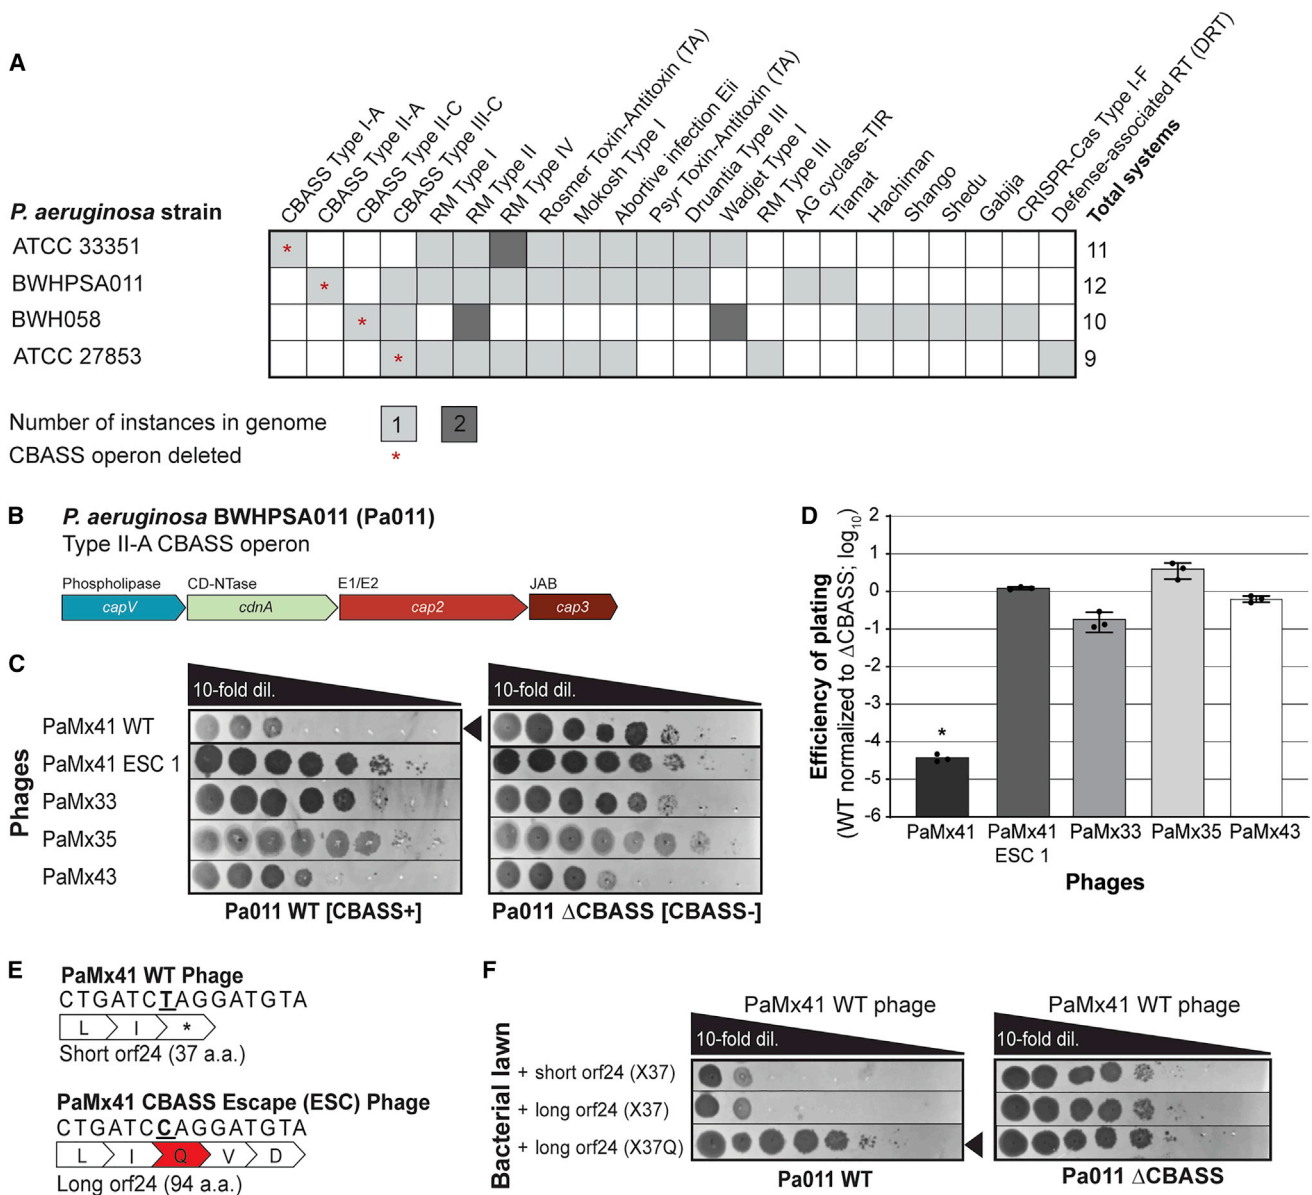 A
CBASS Type I-A
CBASS Type II-A
CBASS Type II-C
CBASS Type III-C
RM Type I
RM Type II
RM Type IV
Rosmer Toxin-Antitoxin (TA)
Mokosh Type I
Abortive infection Eii
Psyr Toxin-Antitoxin (TA)
Druantia Type III
Wadjet Type I
RM Type III
AG cyclase-TIR
Tiamat
Hachiman
Shango
Shedu
Gabija
CRISPR-Cas Type I-F
Defense-associated RT (DRT)
Total systems
P. aeruginosa strain
ATCC 33351 * 11
BWHPSA011 * 12
BWH058 * 10
ATCC 27853 * 9
Number of instances in genome 1 2
CBASS operon deleted *
B P. aeruginosa BWHPSA011 (Pa011)
Type II-A CBASS operon
Phospholipase CD-NTase E1/E2 JAB
capV cdnA cap2 cap3
C
10-fold dil. 10-fold dil.
Phages
PaMx41 WT
PaMx41 ESC 1
PaMx33
PaMx35
PaMx43
Pa011 WT [CBASS+] Pa011 ΔCBASS [CBASS-]
D
Efficiency of plating
(WT normalized to ΔCBASS; log10)
2
1
0
-1
-2
-3
-4
-5
-6
*
PaMx41 PaMx41 PaMx33 PaMx35 PaMx43
ESC 1
Phages
E
PaMx41 WT Phage
CTGATCTAGGATGTA
L I *
Short orf24 (37 a.a.)
PaMx41 CBASS Escape (ESC) Phage
CTGATCCAGGATGTA
L I Q V D
Long orf24 (94 a.a.)
F
PaMx41 WT phage PaMx41 WT phage
10-fold dil. 10-fold dil.
Bacterial lawn
+ short orf24 (X37)
+ long orf24 (X37)
+ long orf24 (X37Q)
Pa011 WT Pa011 ΔCBASS